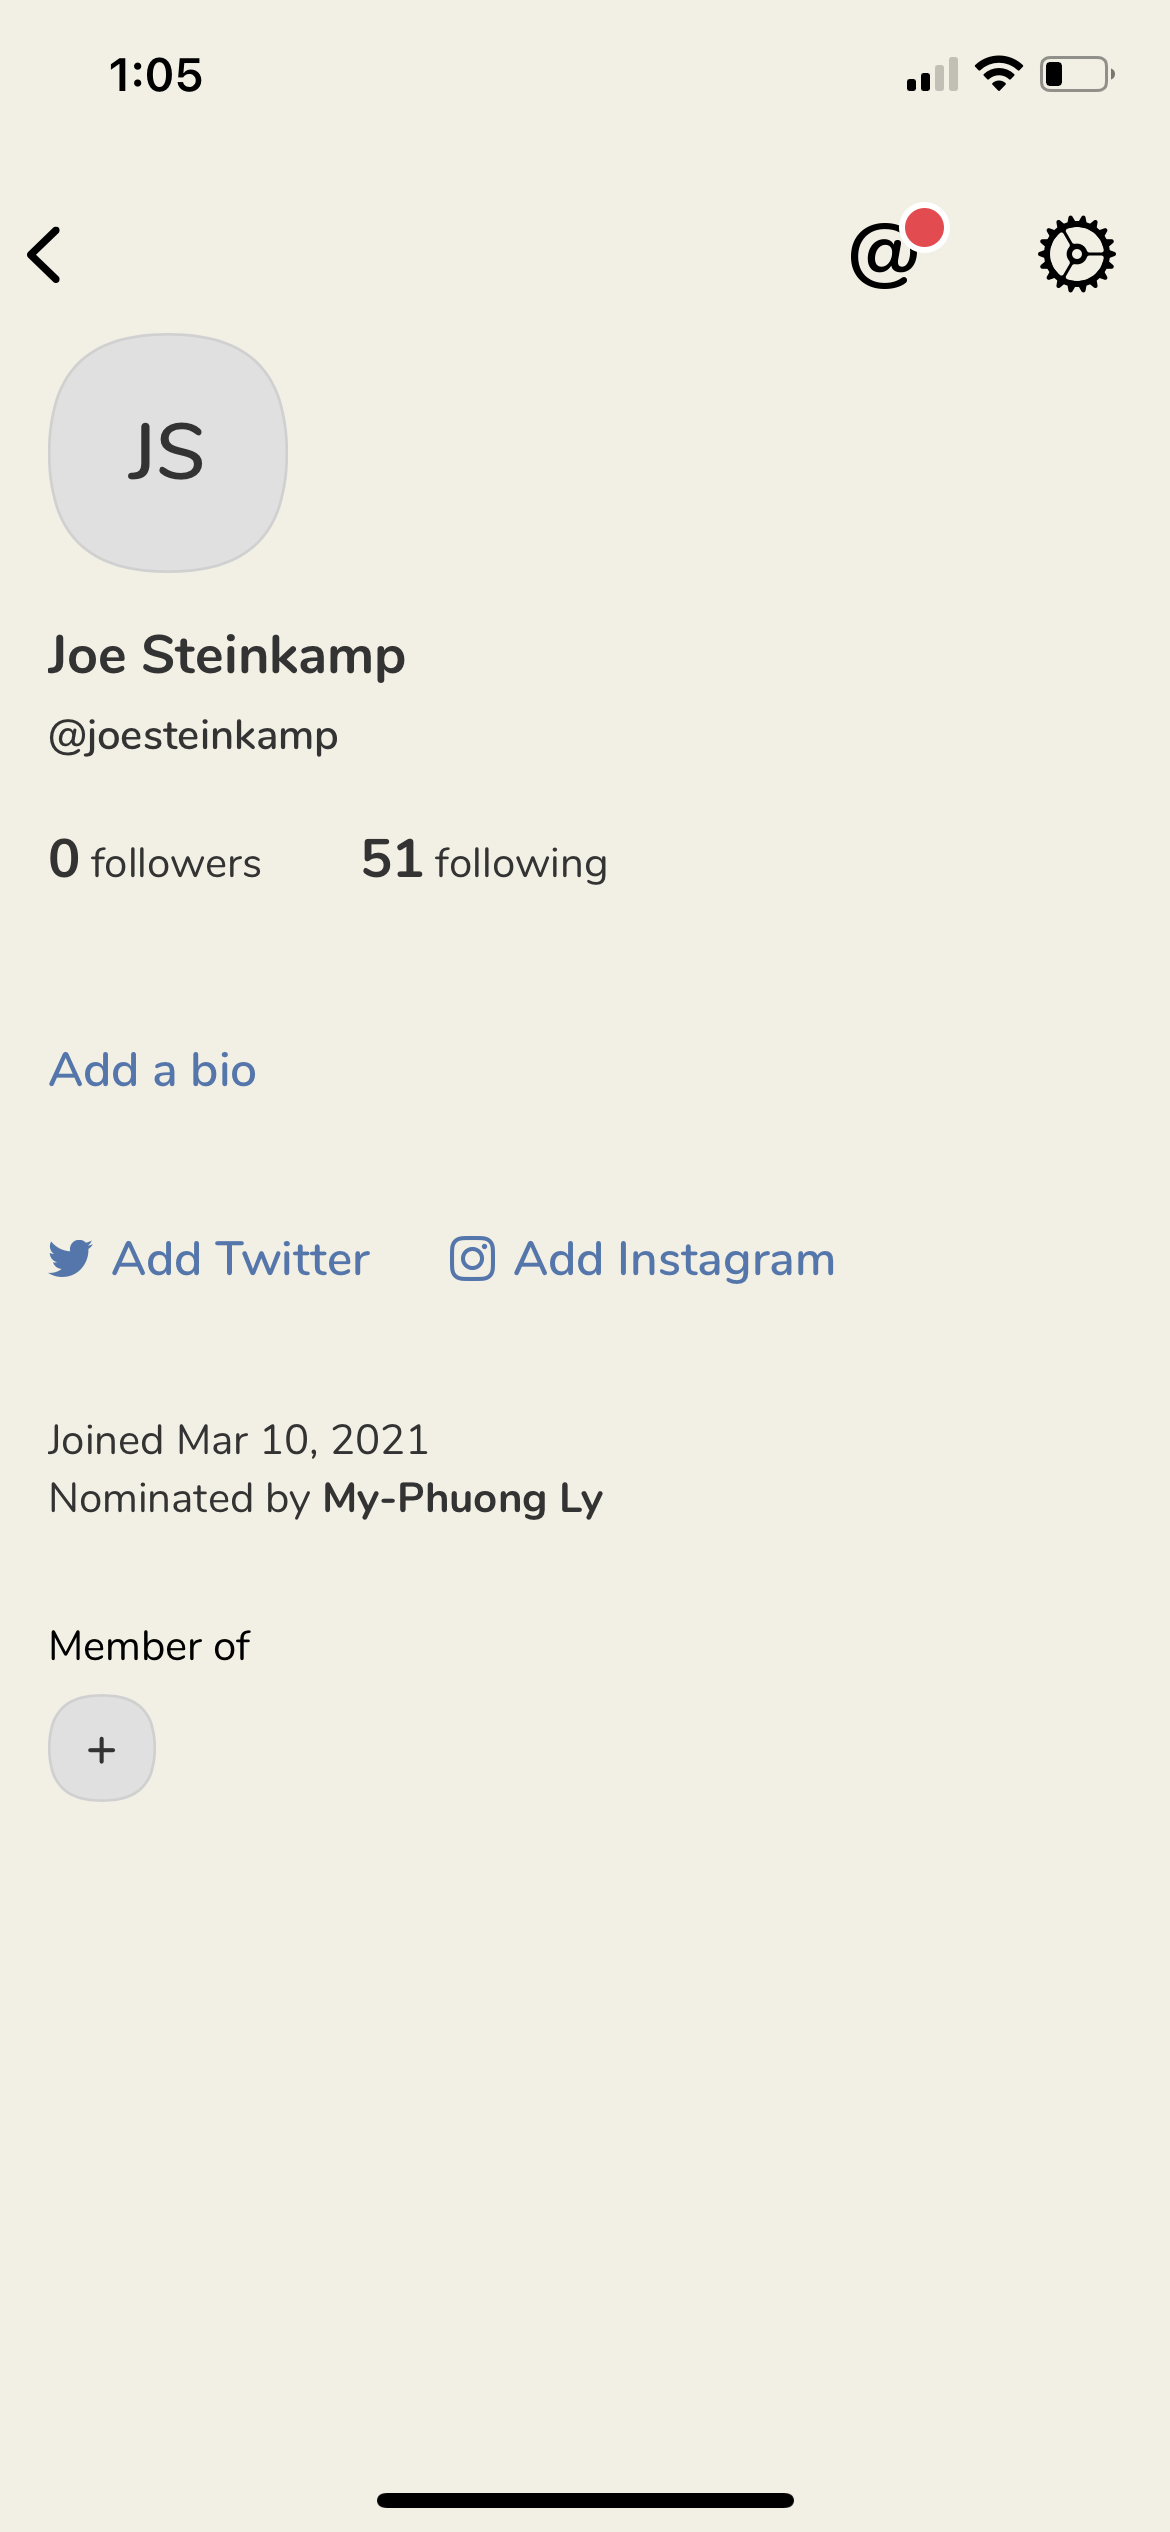 1:05
@
JS
Joe Steinkamp
@joesteinkamp
0 followers 51 following
Add a bio
Add Twitter Add Instagram
Joined Mar 10, 2021
Nominated by My-Phuong Ly
Member of
+